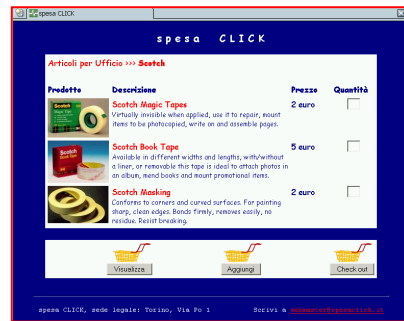 spesa CLICK
spesa CLICK
Articoli per Ufficio >>> Scotch
Prodotto Descrizione Prezzo Quantità
Scotch Magic Tapes 2 euro
Virtually invisible when applied, use it to repair, mount
items to be photocopied, write on and assemble pages.
Scotch Book Tape 5 euro
Available in different widths and lengths, with/without
a liner, or removable this tape is ideal to attach photos in
an album, mend books and mount promotional items.
Scotch Masking 2 euro
Conforms to corners and curved surfaces. For painting
sharp, clean edges. Bonds firmly, removes easily, no
residue. Resist breaking.
Visualizza Aggiungi Check out
spesa CLICK, sede legale: Torino, Via Po 1 Scrivi a webmaster@spesaclick.it